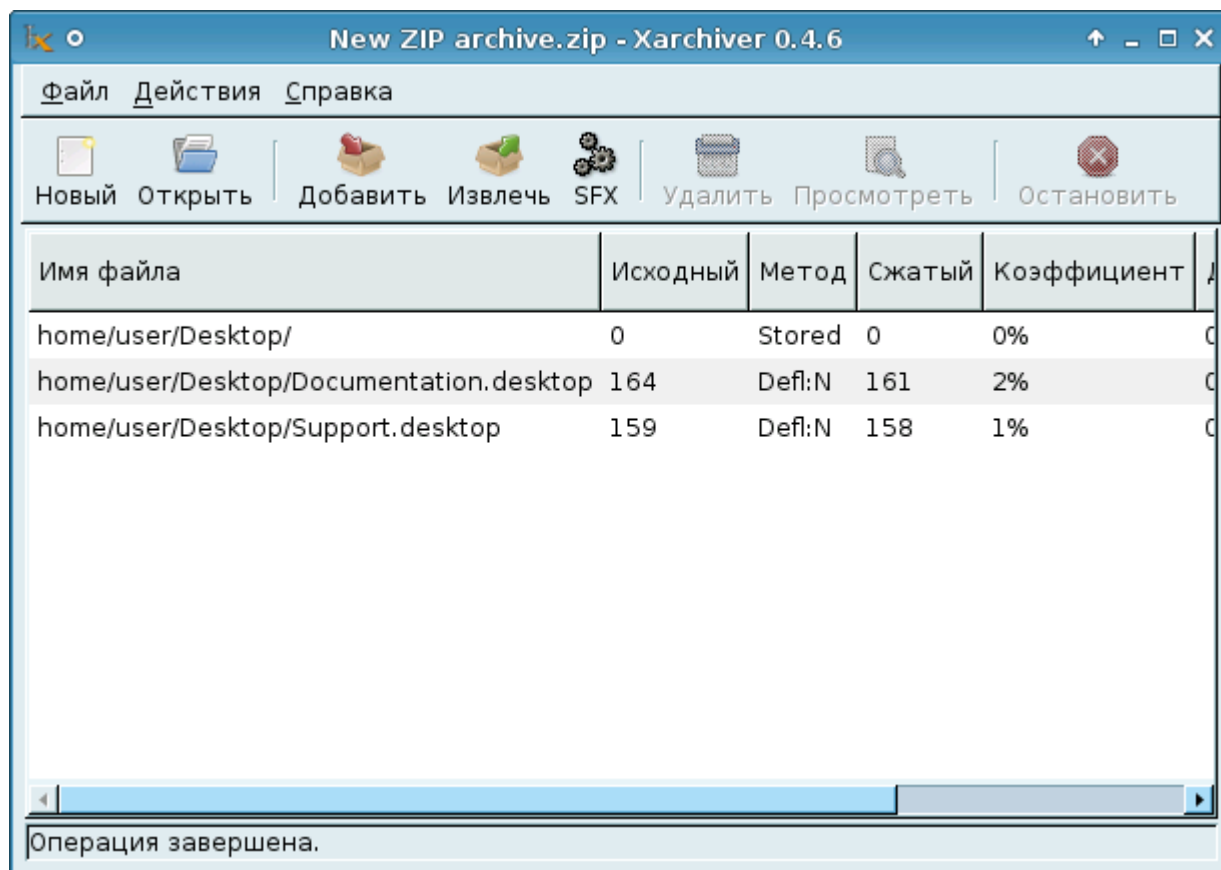 New ZIP archive.zip - Xarchiver 0.4.6
Файл Действия Справка
Новый Открыть Добавить Извлечь SFX Удалить Просмотреть Остановить
Имя файла Исходный Метод Сжатый Коэффициент
home/user/Desktop/ 0 Stored 0 0%
home/user/Desktop/Documentation.desktop 164 Defl:N 161 2%
home/user/Desktop/Support.desktop 159 Defl:N 158 1%
Операция завершена.